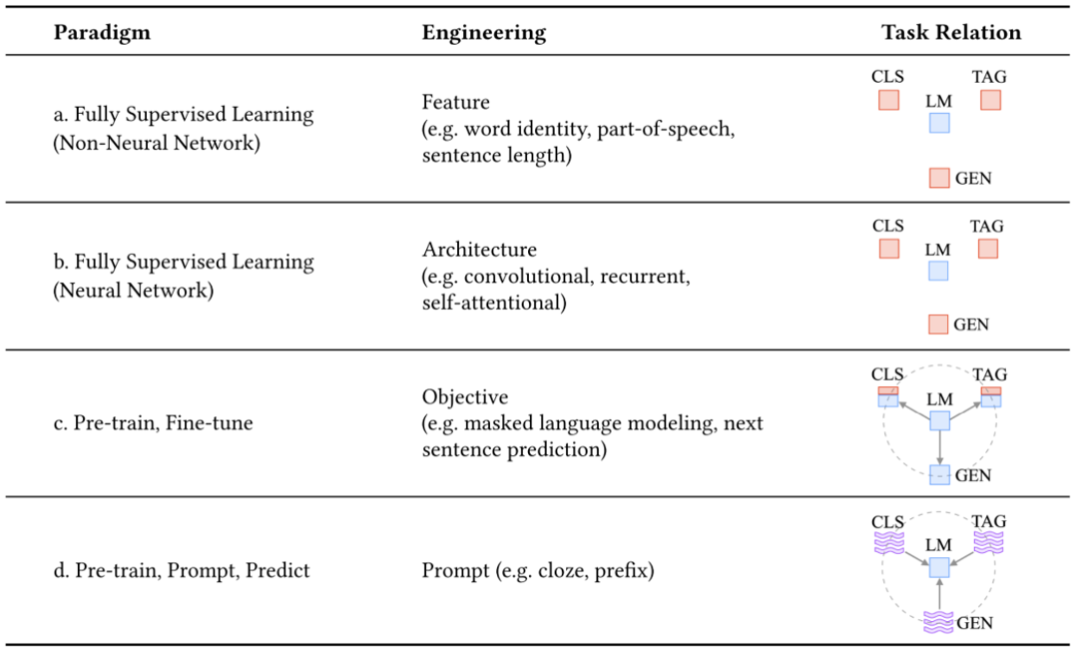 Paradigm Engineering Task Relation
a. Fully Supervised Learning
(Non-Neural Network)
Feature
(e.g. word identity, part-of-speech,
sentence length)
CLS TAG
LM
GEN
b. Fully Supervised Learning
(Neural Network)
Architecture
(e.g. convolutional, recurrent,
self-attentional)
CLS TAG
LM
GEN
c. Pre-train, Fine-tune
Objective
(e.g. masked language modeling, next
sentence prediction)
CLS TAG
LM
GEN
d. Pre-train, Prompt, Predict
Prompt (e.g. cloze, prefix)
CLS TAG
LM
GEN